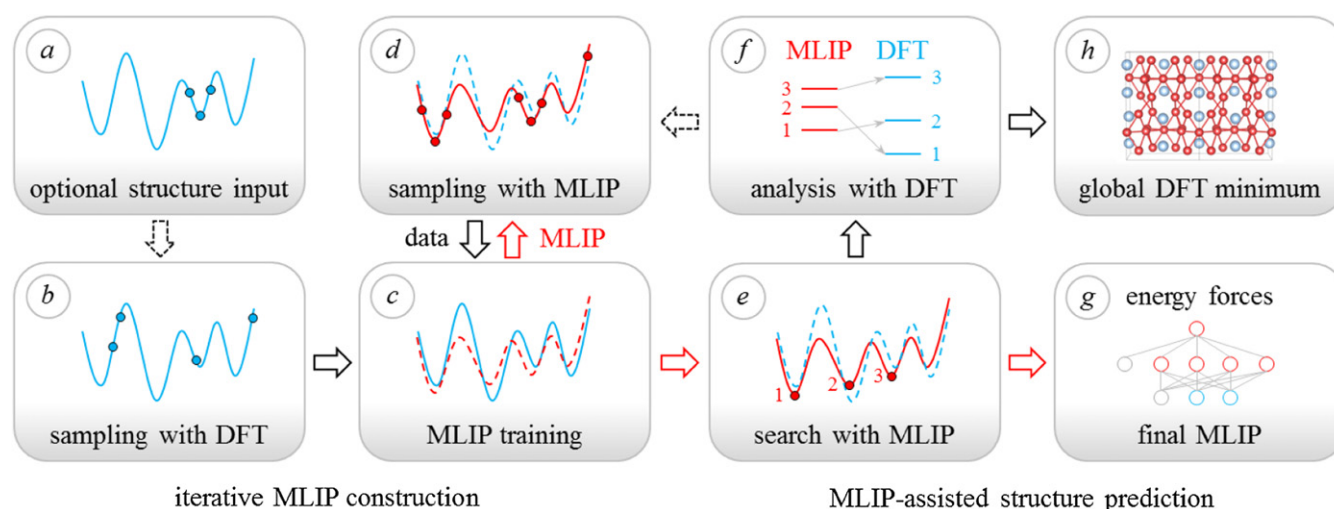 a
optional structure input
d
sampling with MLIP
f
MLIP DFT
3
2
1
3
2
1
analysis with DFT
h
global DFT minimum
data
MLIP
b
sampling with DFT
c
MLIP training
e
1
2
3
search with MLIP
g
energy forces
final MLIP
iterative MLIP construction
MLIP-assisted structure prediction